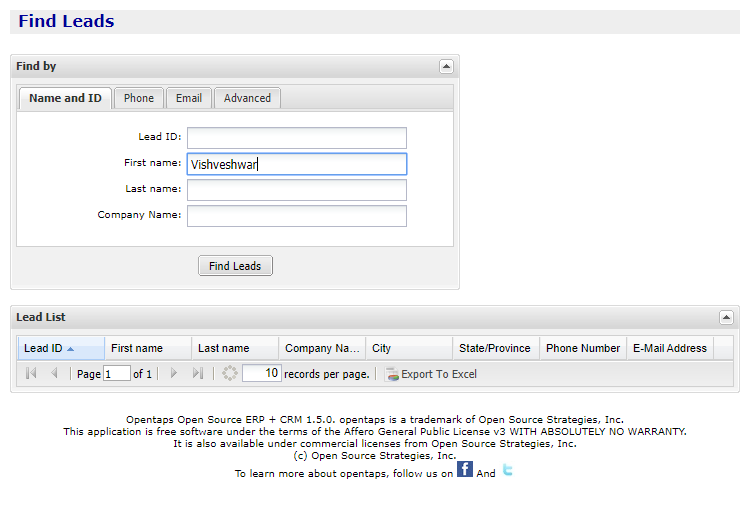 Find Leads
Find by
Name and ID Phone Email Advanced
Lead ID:
First name: Vishveshwar
Last name:
Company Name:
Find Leads
Lead List
Lead ID First name Last name Company Na... City State/Province Phone Number E-Mail Address
Page 1 of 1 10 records per page. Export To Excel
Opentaps Open Source ERP + CRM 1.5.0. opentaps is a trademark of Open Source Strategies, Inc.
This application is free software under the terms of the Affero General Public License v3 WITH ABSOLUTELY NO WARRANTY.
It is also available under commercial licenses from Open Source Strategies, Inc.
(c) Open Source Strategies, Inc.
To learn more about opentaps, follow us on f And t